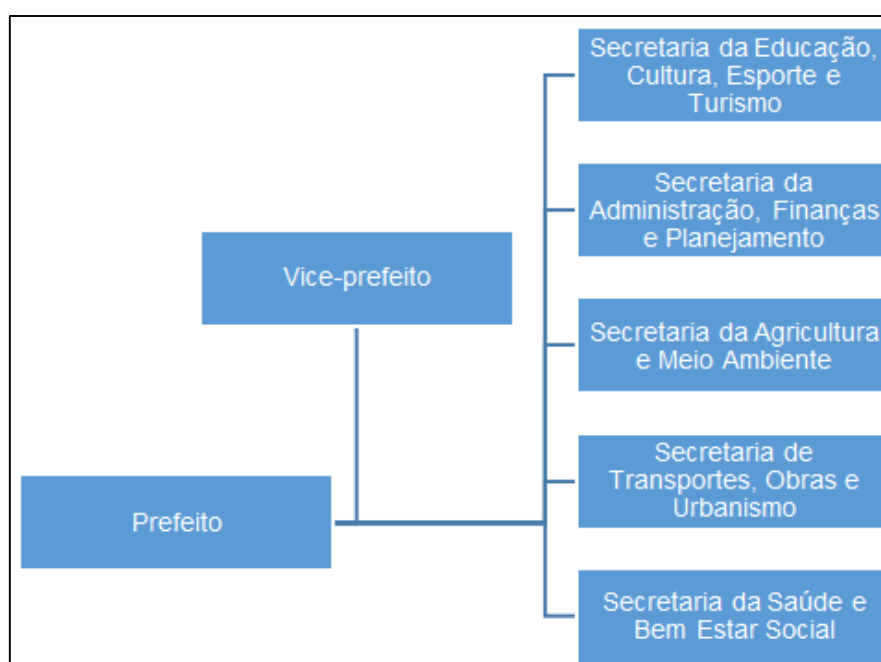 Secretaria da Educação,
Cultura, Esporte e
Turismo
Secretaria da
Administração, Finanças
e Planejamento
Vice-prefeito
Secretaria da Agricultura
e Meio Ambiente
Secretaria de
Transportes, Obras e
Urbanismo
Prefeito
Secretaria da Saúde e
Bem Estar Social